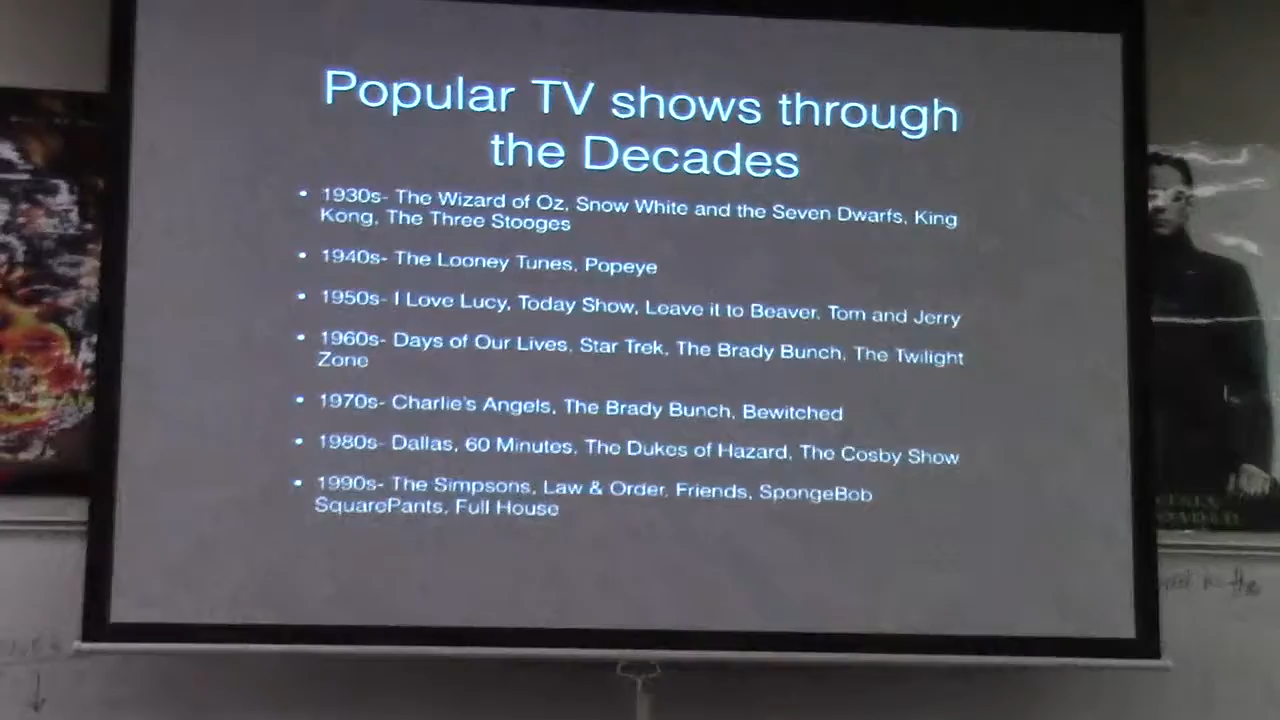 Popular TV shows through
the Decades
• 1930s- The Wizard of Oz, Snow White and the Seven Dwarfs, King
Kong, The Three Stooges
• 1940s- The Looney Tunes, Popeye
• 1950s- I Love Lucy, Today Show, Leave it to Beaver, Tom and Jerry
• 1960s- Days of Our Lives, Star Trek, The Brady Bunch, The Twilight
Zone
• 1970s- Charlie's Angels, The Brady Bunch, Bewitched
• 1980s- Dallas, 60 Minutes, The Dukes of Hazard, The Cosby Show
• 1990s- The Simpsons, Law & Order, Friends, SpongeBob
SquarePants, Full House
the